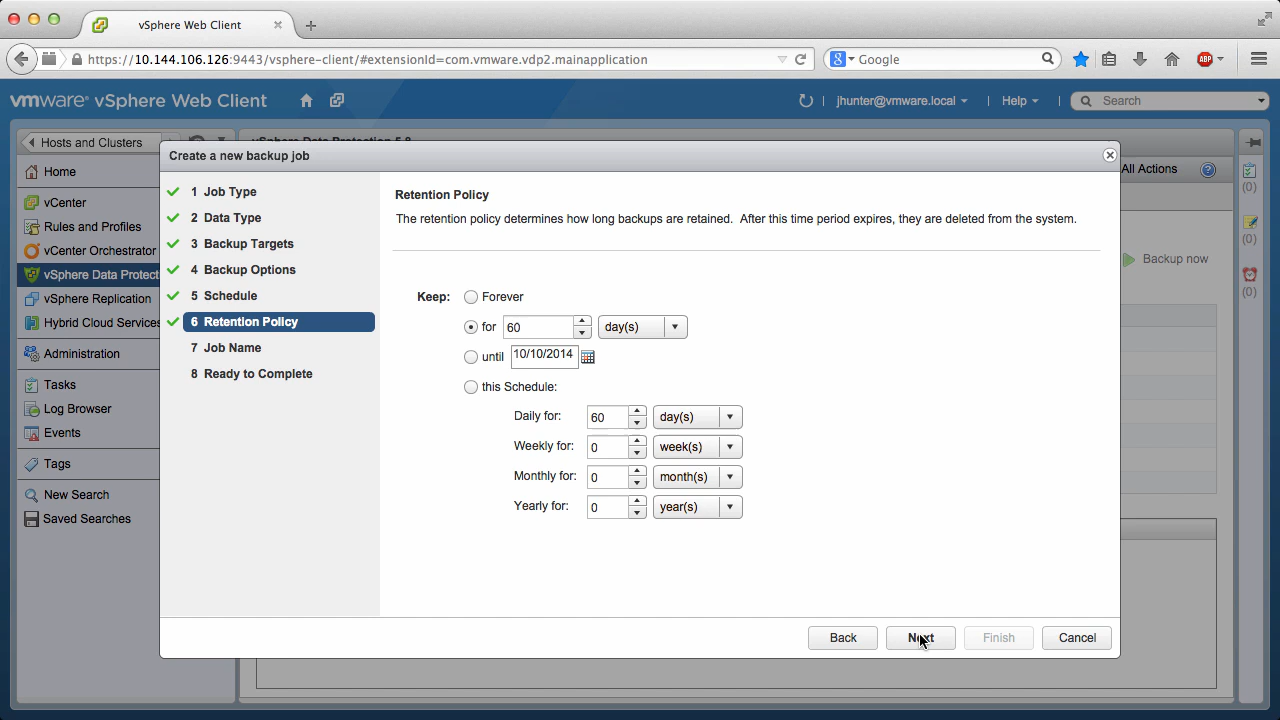 vSphere Web Client
https://10.144.106.126:9443/vsphere-client/#extensionId=com.vmware.vdp2.mainapplication
Google
ABP
vmware vSphere Web Client
jhunter@vmware.local
Help
Search
Hosts and Clusters
Home
vCenter
Rules and Profiles
vCenter Orchestrator
vSphere Data Protect
vSphere Replication
Hybrid Cloud Services
Administration
Tasks
Log Browser
Events
Tags
New Search
Saved Searches
All Actions
Backup now
(0)
(0)
(0)
Create a new backup job
1 Job Type
2 Data Type
3 Backup Targets
4 Backup Options
5 Schedule
6 Retention Policy
7 Job Name
8 Ready to Complete
Retention Policy
The retention policy determines how long backups are retained. After this time period expires, they are deleted from the system.
Keep: Forever
for 60 day(s)
until 10/10/2014
this Schedule:
Daily for: 60 day(s)
Weekly for: 0 week(s)
Monthly for: 0 month(s)
Yearly for: 0 year(s)
Back Next Finish Cancel